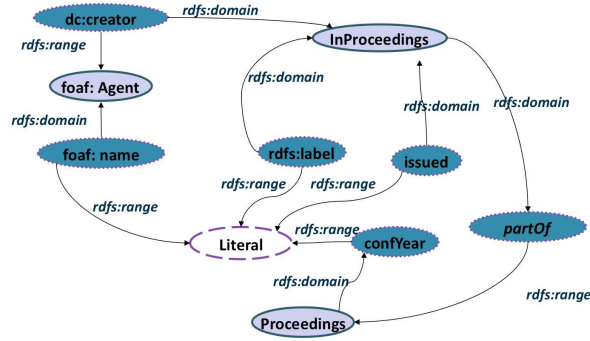 dc:creator
rdfs:domain
InProceedings
rdfs:range
foaf: Agent
rdfs:domain
rdfs:domain
rdfs:domain
rdfs:domain
foaf: name
rdfs:label
issued
rdfs:range
rdfs:range
rdfs:range
rdfs:range
Literal
confYear
partOf
rdfs:domain
rdfs:range
Proceedings